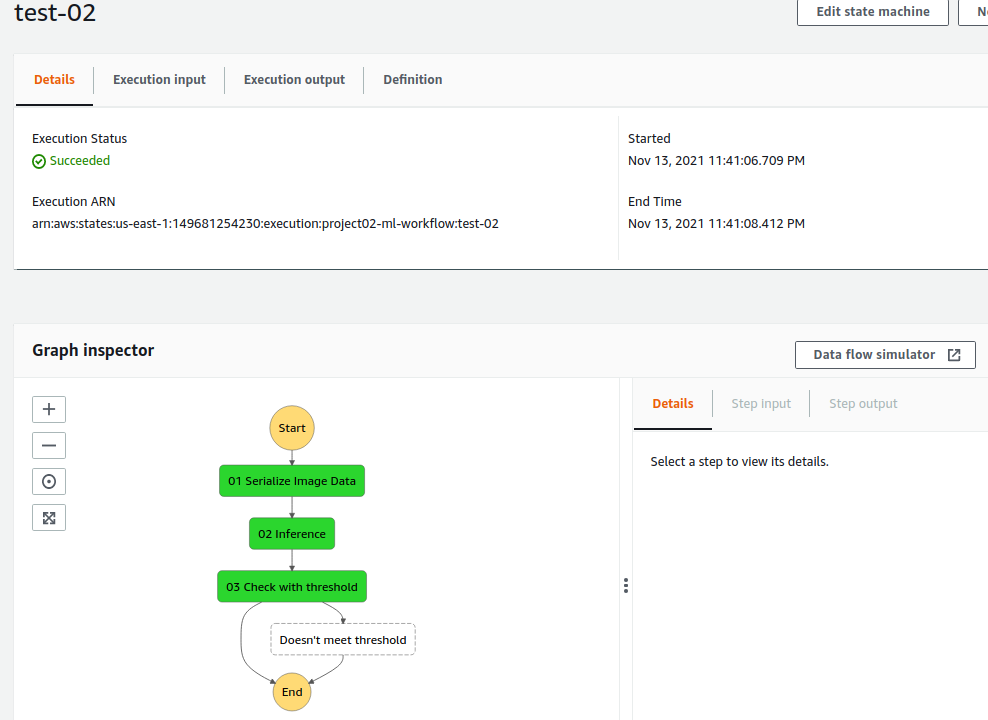 test-02
Edit state machine
Details
Execution input
Execution output
Definition
Execution Status
Succeeded
Started
Nov 13, 2021 11:41:06.709 PM
Execution ARN
arn:aws:states:us-east-1:149681254230:execution:project02-ml-workflow:test-02
End Time
Nov 13, 2021 11:41:08.412 PM
Graph inspector
Data flow simulator
Details
Step input
Step output
Select a step to view its details.
Start
01 Serialize Image Data
02 Inference
03 Check with threshold
Doesn't meet threshold
End